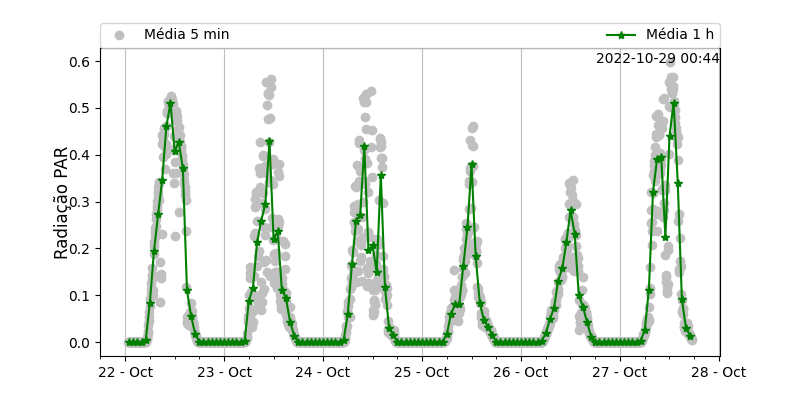 Média 5 min
Média 1 h
2022-10-29 00:44
Radiação PAR
0.6
0.5
0.4
0.3
0.2
0.1
0.0
22 - Oct
23 - Oct
24 - Oct
25 - Oct
26 - Oct
27 - Oct
28 - Oct